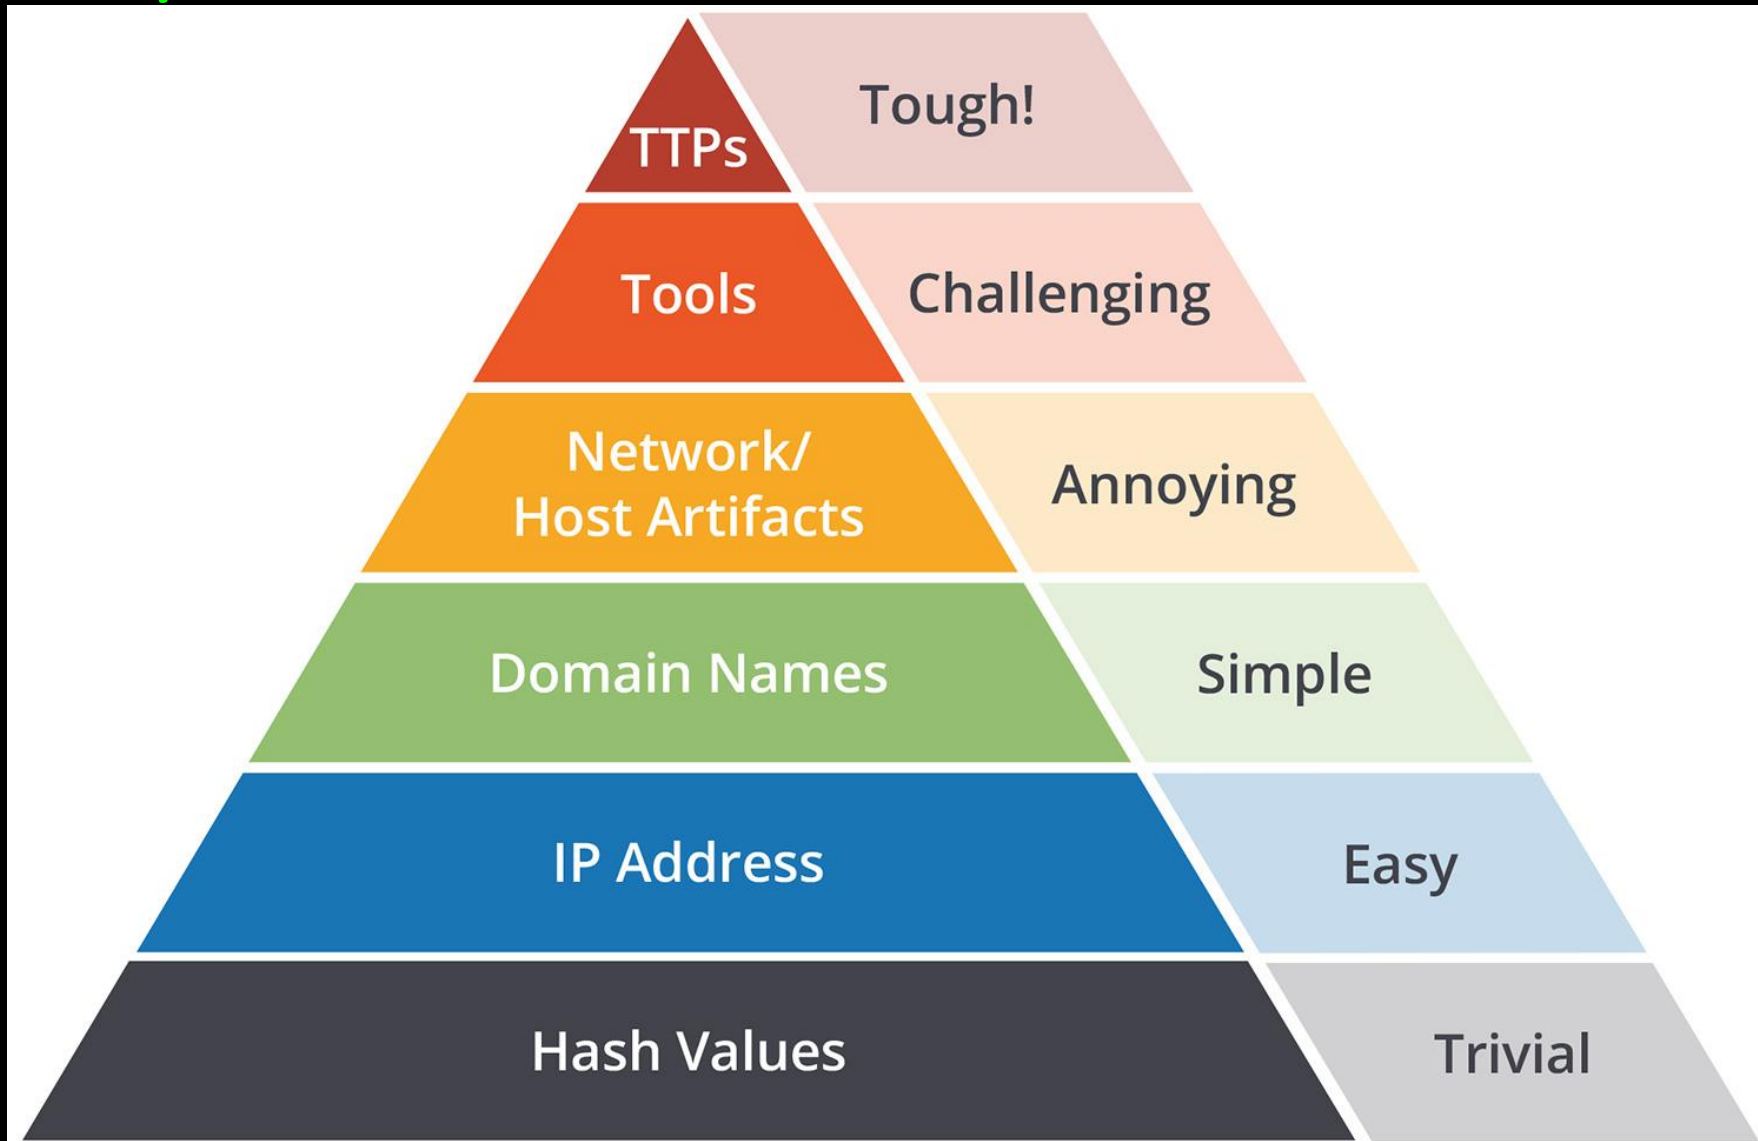 TTPs
Tough!
Tools
Challenging
Network/
Host Artifacts
Annoying
Domain Names
Simple
IP Address
Easy
Hash Values
Trivial